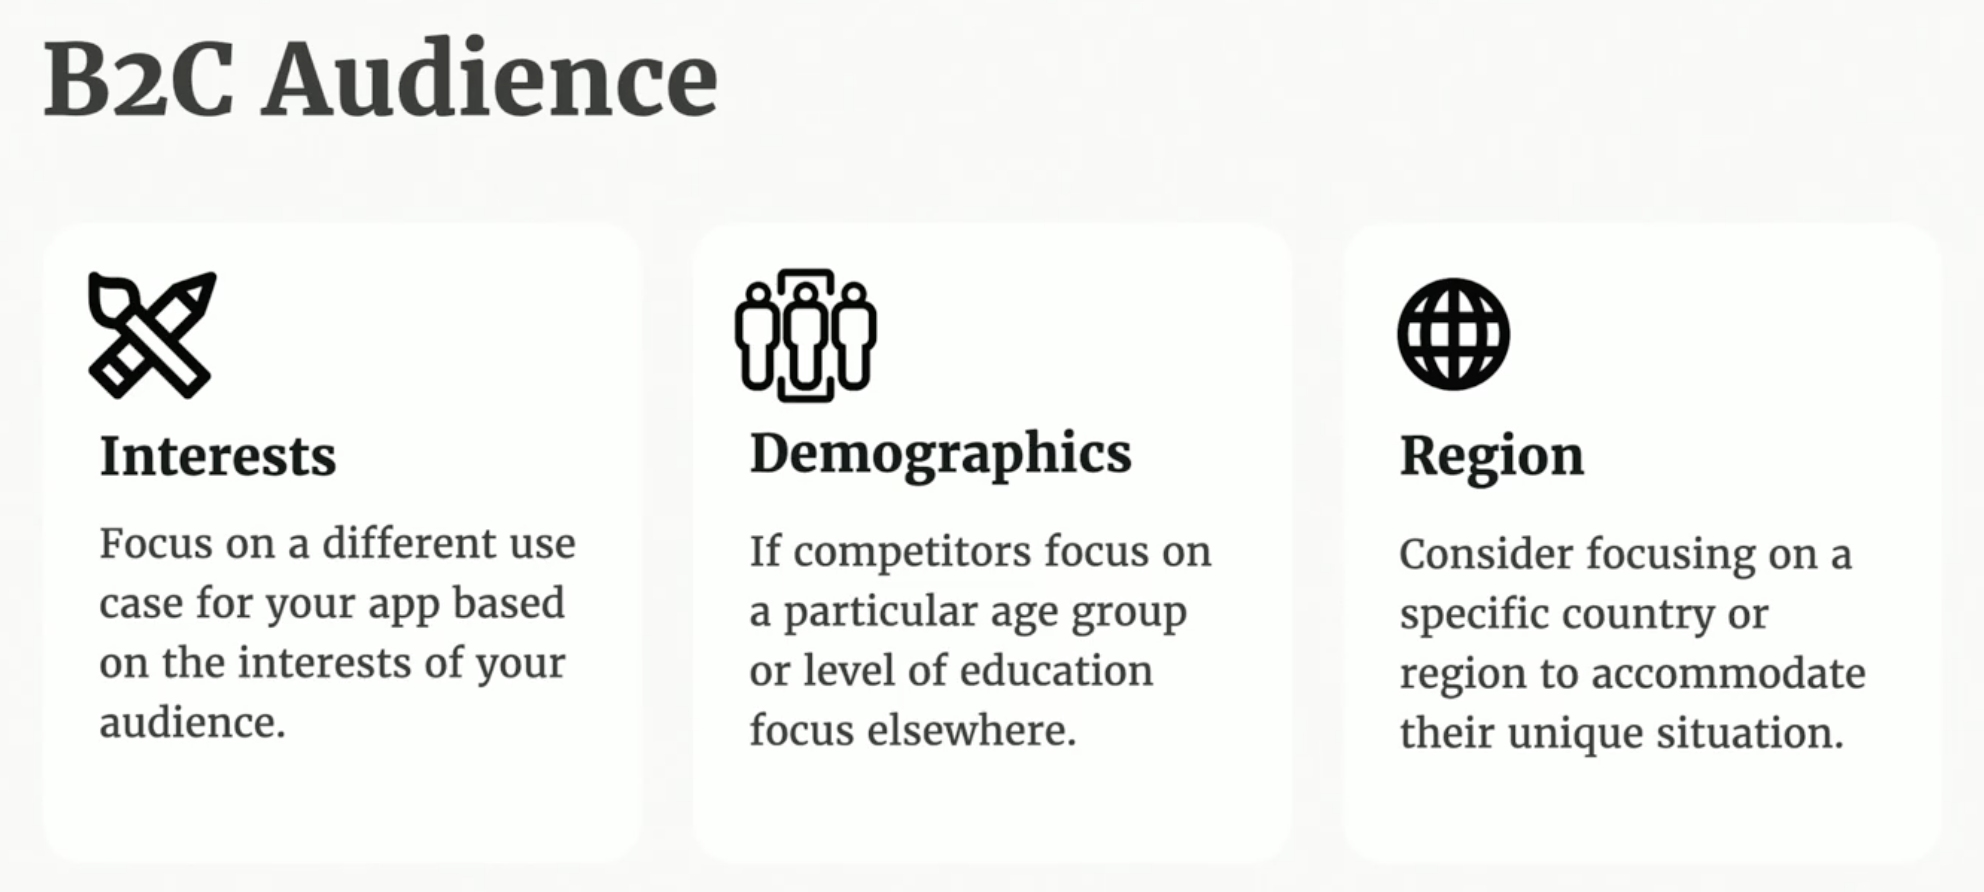 B2C Audience
Interests
Focus on a different use
case for your app based
on the interests of your
audience.
Demographics
If competitors focus on
a particular age group
or level of education
focus elsewhere.
Region
Consider focusing on a
specific country or
region to accommodate
their unique situation.